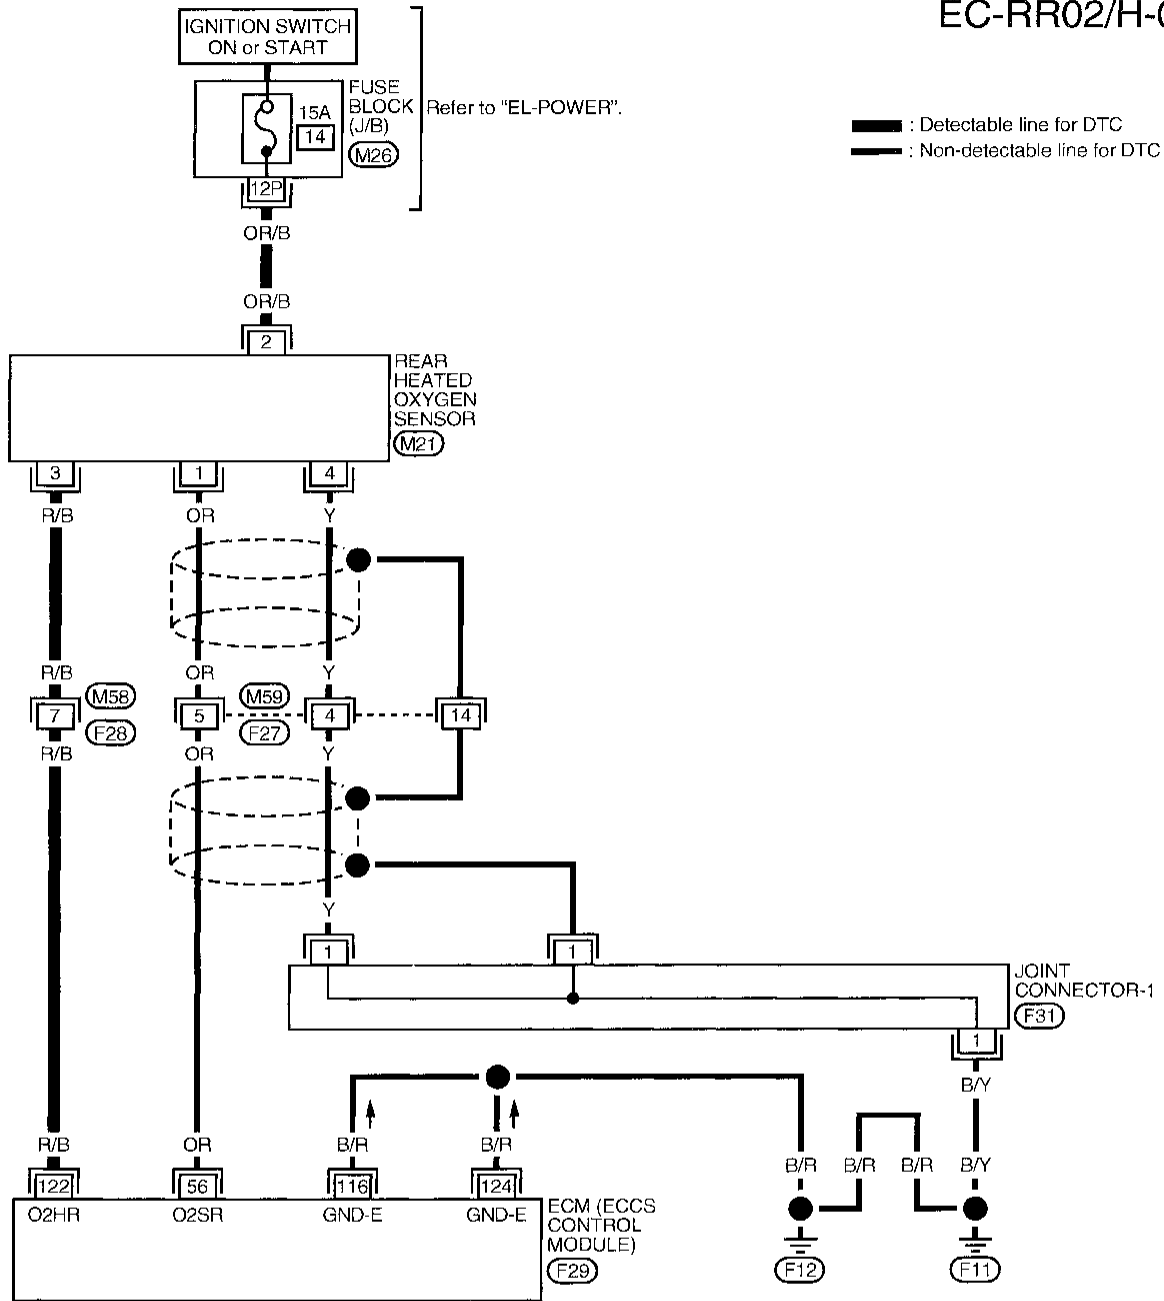 EC-RR02/H-0
IGNITION SWITCH
ON or START
FUSE
BLOCK
(J/B)
M26
15A
14
Refer to "EL-POWER".
: Detectable line for DTC
: Non-detectable line for DTC
12P
OR/B
OR/B
2
REAR
HEATED
OXYGEN
SENSOR
M21
3 1 4
R/B OR Y
R/B OR Y
M58 M59
7 5 4 14
F28 F27
R/B OR Y
Y
1 1
JOINT
CONNECTOR-1
F31
1
B/Y
R/B OR B/R B/R
B/R B/R B/R B/Y
122 56 116 124
O2HR O2SR GND-E GND-E
ECM (ECCS
CONTROL
MODULE)
F29
F12 F11